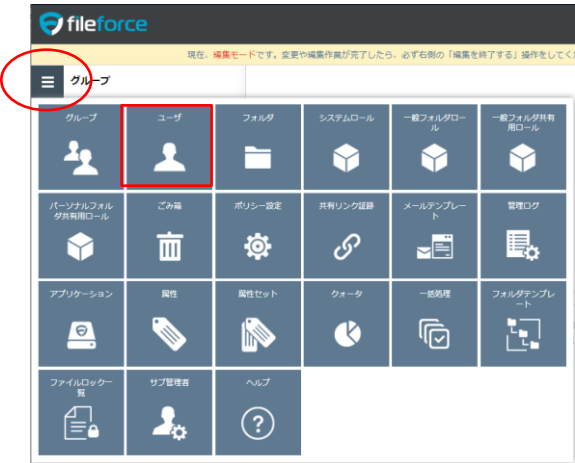 fileforce
現在、編集モードです。変更や編集作業が完了したら、必ず右側の「編集を終了する」操作をしてくだ
グループ
グループ
ユーザ
フォルダ
システムロール
一般フォルダロー
ル
一般フォルダ共有
用ロール
パーソナルフォル
ダ共有用ロール
ごみ箱
ポリシー設定
共有リンク証跡
メールテンプレー
ト
管理ログ
アプリケーション
属性
属性セット
クォータ
一括処理
フォルダテンプレ
ート
ファイルロック一
覧
サブ管理者
ヘルプ